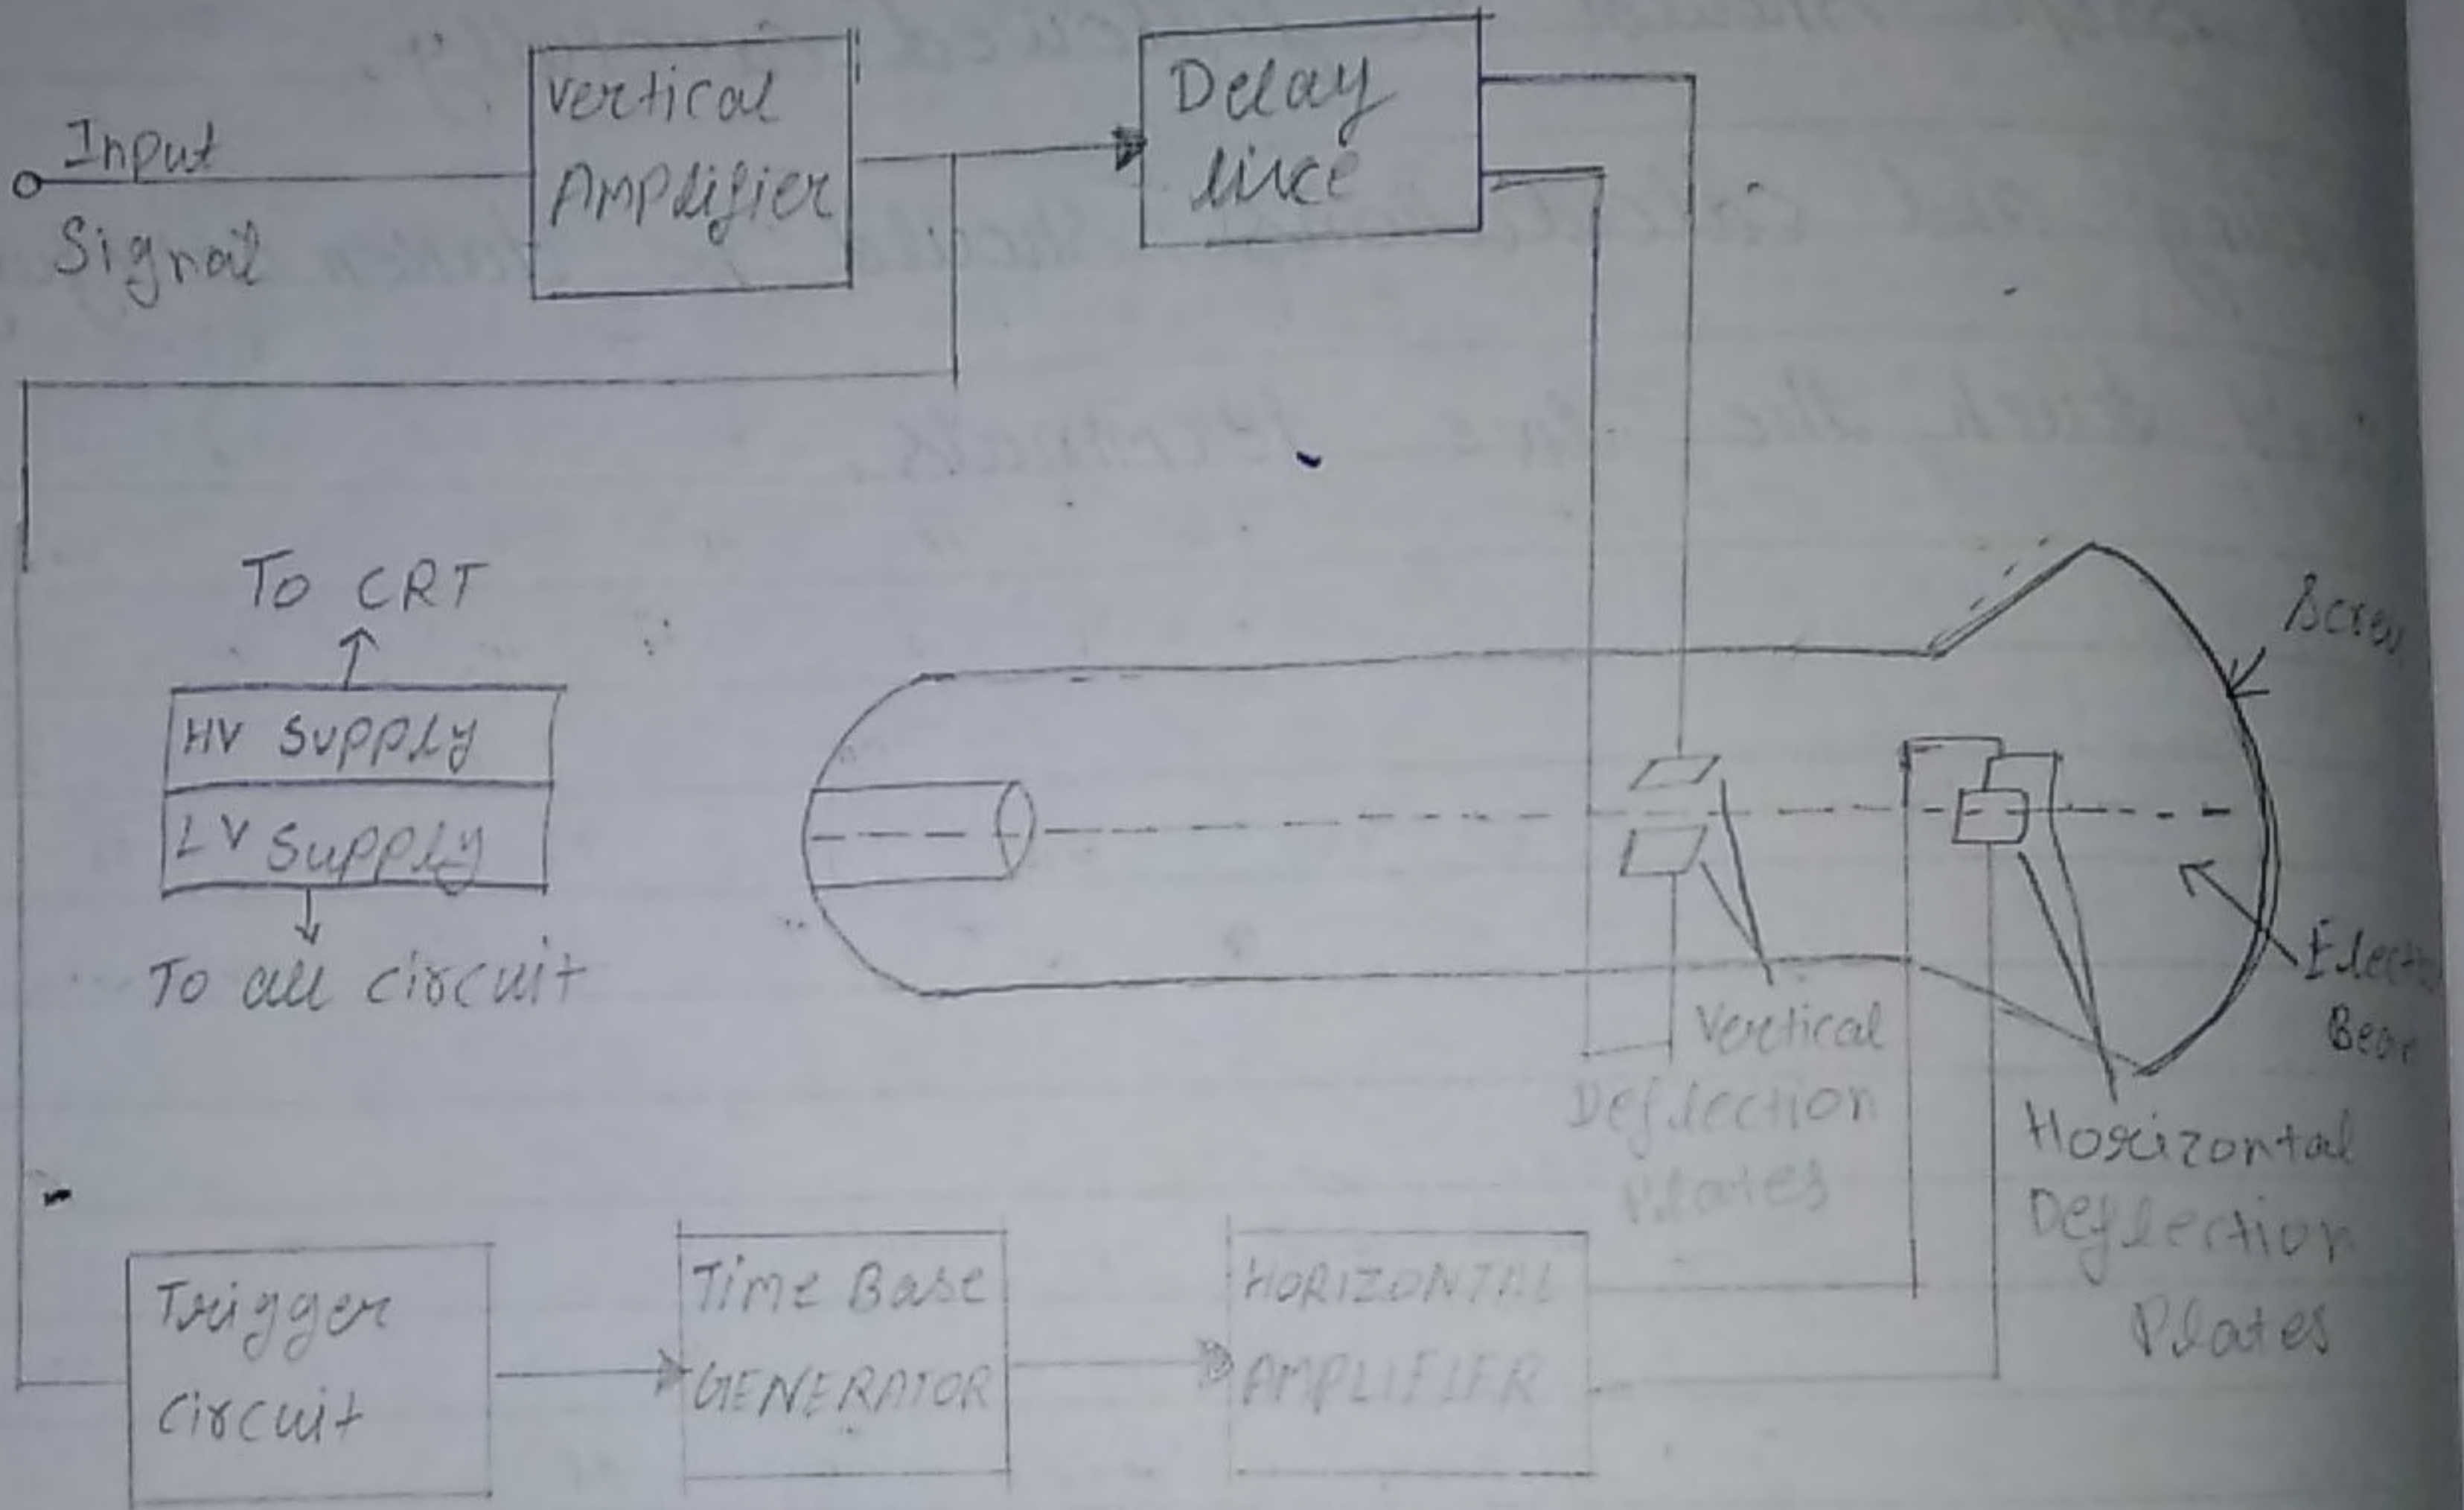 Input
Signal
Vertical
Amplifier
Delay
line
To CRT
HV Supply
LV Supply
To all circuit
Vertical
Deflection
Plates
Horizontal
Deflection
Plates
Trigger
circuit
Time Base
GENERATOR
HORIZONTAL
AMPLIFIER